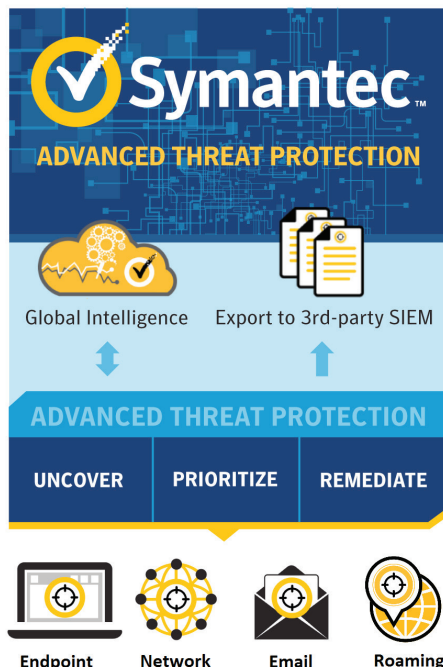 Symantec™
ADVANCED THREAT PROTECTION
Global Intelligence
Export to 3rd-party SIEM
ADVANCED THREAT PROTECTION
UNCOVER
PRIORITIZE
REMEDIATE
Endpoint
Network
Email
Roaming